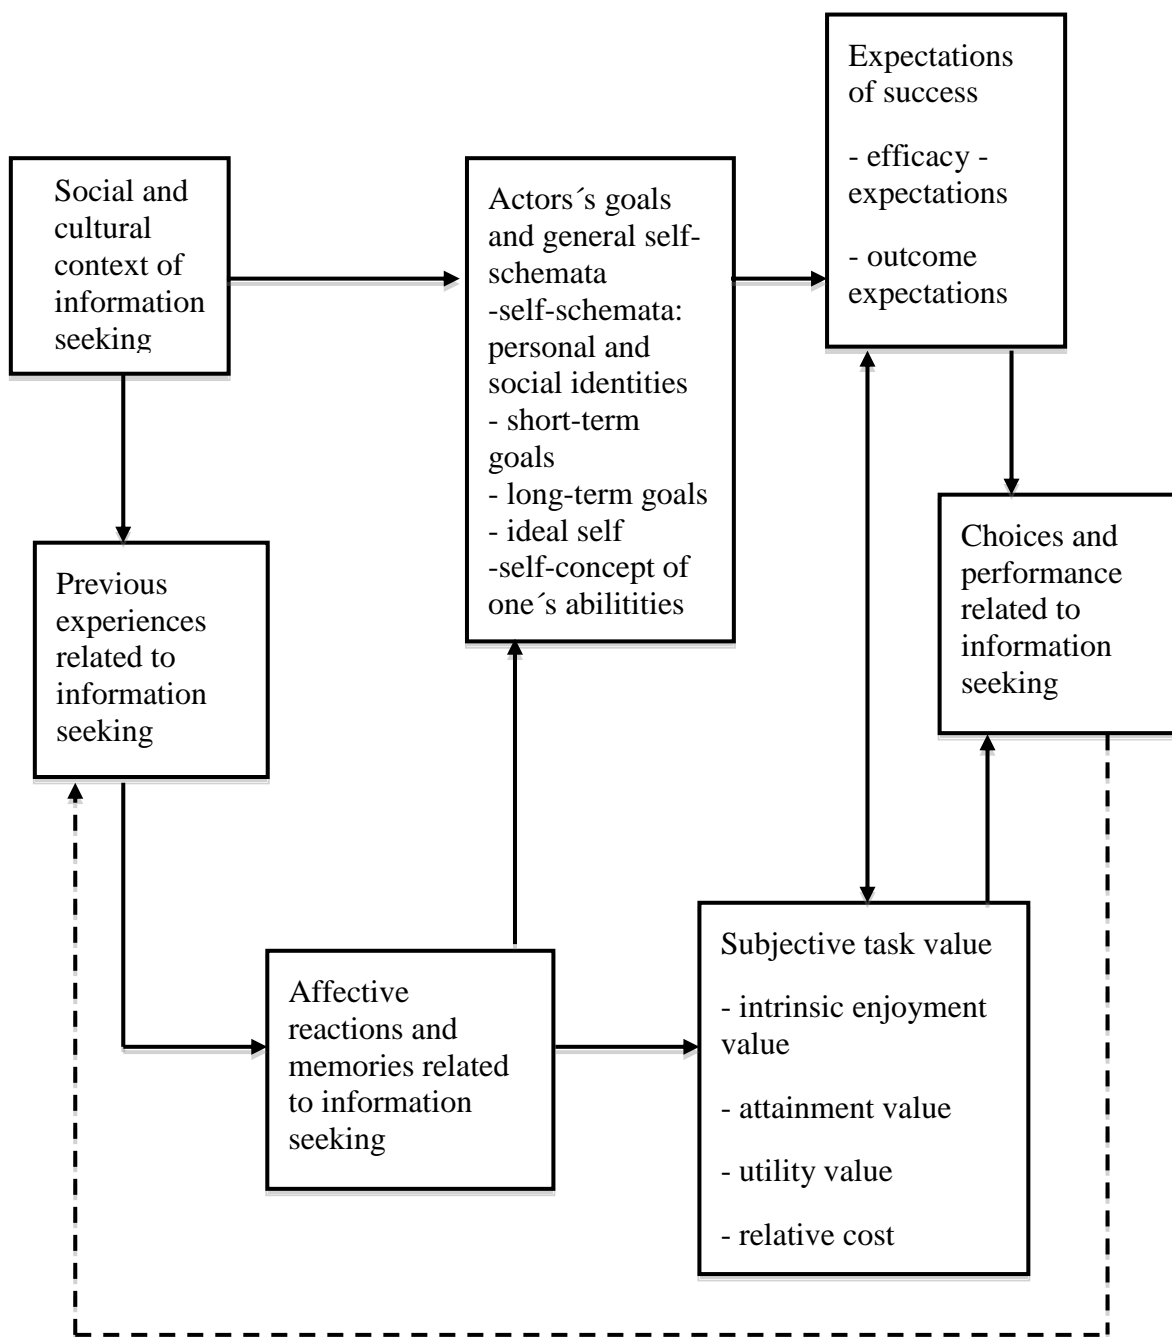 Expectations
of success
- efficacy -
expectations
- outcome
expectations
Social and
cultural
context of
information
seeking
Actors´s goals
and general self-
schemata
-self-schemata:
personal and
social identities
- short-term
goals
- long-term goals
- ideal self
-self-concept of
one´s abilitities
Choices and
performance
related to
information
seeking
Previous
experiences
related to
information
seeking
Affective
reactions and
memories related
to information
seeking
Subjective task value
- intrinsic enjoyment
value
- attainment value
- utility value
- relative cost